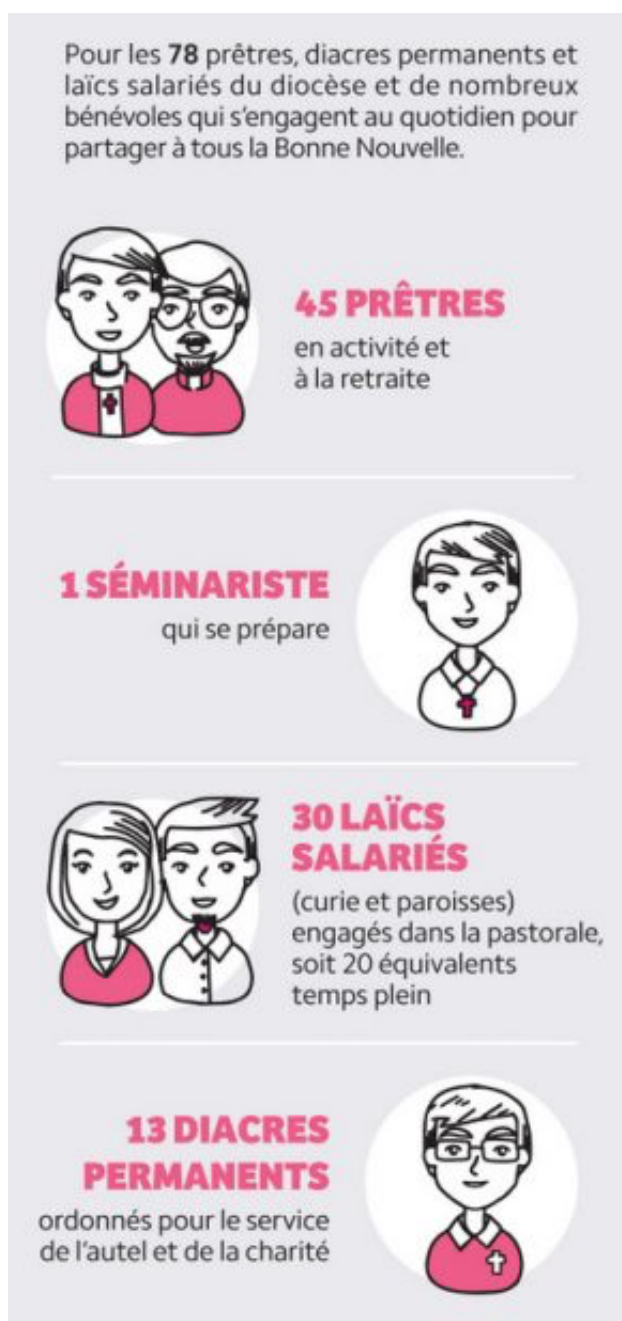 Pour les 78 prêtres, diacres permanents et
laïcs salariés du diocèse et de nombreux
bénévoles qui s'engagent au quotidien pour
partager à tous la Bonne Nouvelle.
45 PRÊTRES
en activité et
à la retraite
1 SÉMINARISTE
qui se prépare
30 LAÏCS
SALARIÉS
(curie et paroisses)
engagés dans la pastorale,
soit 20 équivalents
temps plein
13 DIACRES
PERMANENTS
ordonnés pour le service
de l'autel et de la charité